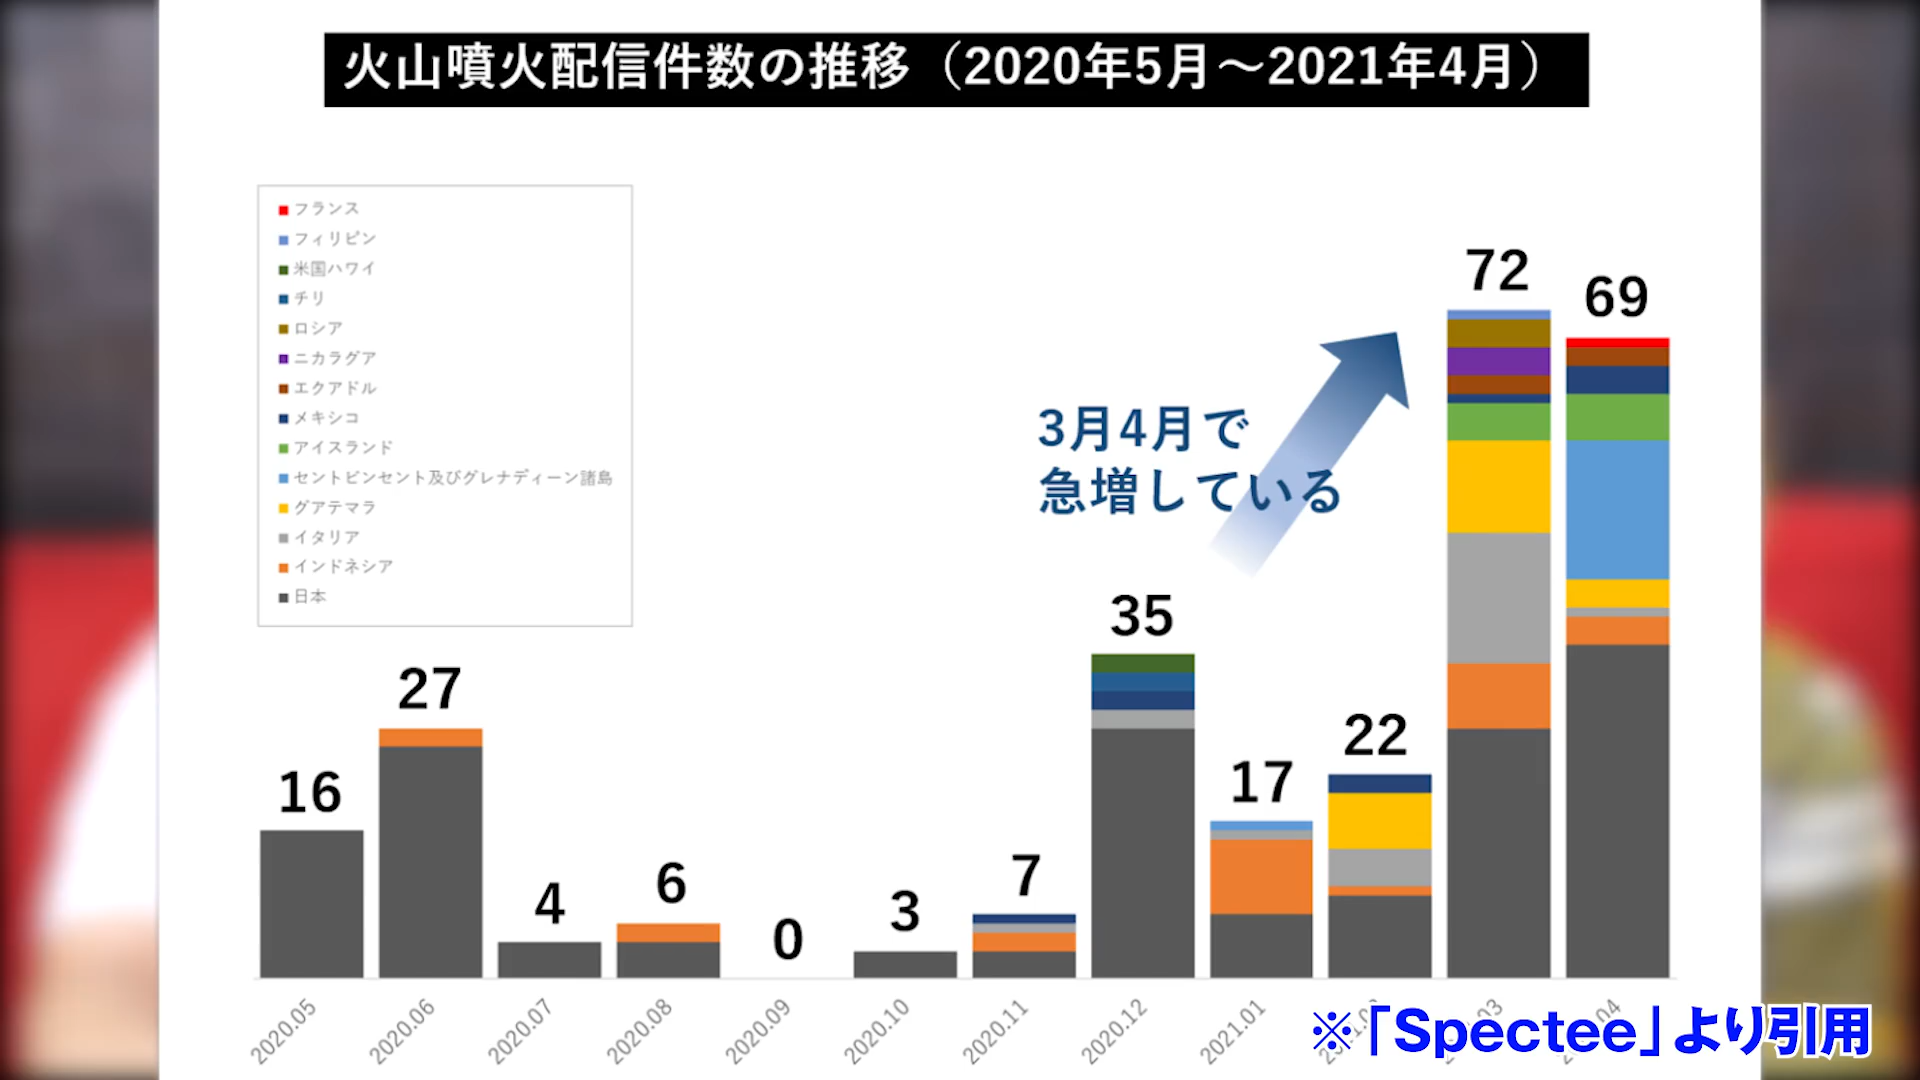 火山噴火配信件数の推移（2020年5月～2021年4月）
フランス
フィリピン
米国ハワイ
チリ
ロシア
ニカラグア
エクアドル
メキシコ
アイスランド
セントビンセント及びグレナディーン諸島
グアテマラ
イタリア
インドネシア
日本
3月4月で
急増している
16
27
4
6
0
3
7
35
17
22
72
69
2020.05
2020.06
2020.07
2020.08
2020.09
2020.10
2020.11
2020.12
2021.01
※「Spectee」より引用